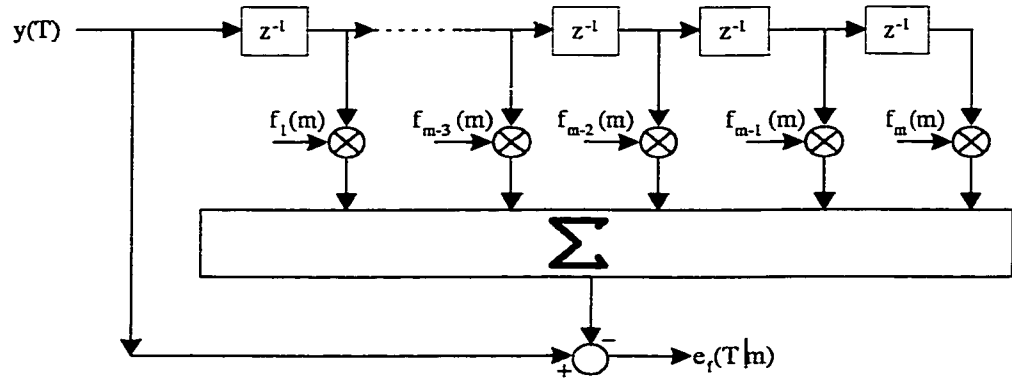 y(T) z⁻¹ z⁻¹ z⁻¹ z⁻¹
f₁(m) fₘ₋₃(m) fₘ₋₂(m) fₘ₋₁(m) fₘ(m)
Σ
−
+ e_f(T|m)